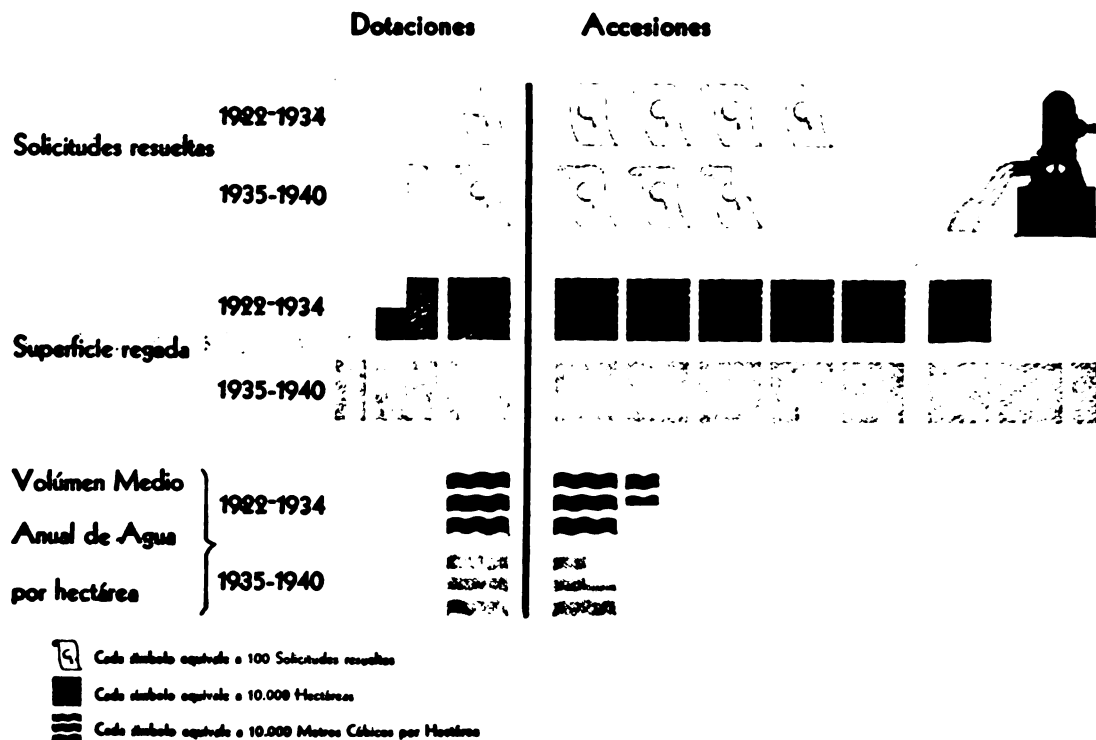 Dotaciones Accesiones
1922-1934
Solicitudes resueltas
1935-1940
1922-1934
Superficie regada
1935-1940
Volúmen Medio
1922-1934
Anual de Agua
1935-1940
por hectárea
Cada símbolo equivale a 100 Solicitudes resueltas
Cada símbolo equivale a 10.000 Hectáreas
Cada símbolo equivale a 10.000 Metros Cúbicos por Hectárea